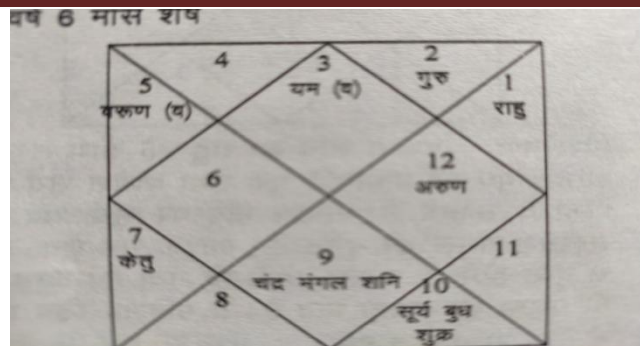 वर्ष 6 मास शेष
4
3
2
5
यम (व)
गुरु
1
वरूण (व)
राहु
6
12
अरुण
7
9
11
केतु
चंद्र मंगल शनि
8
10
सूर्य बुध
शुक्र